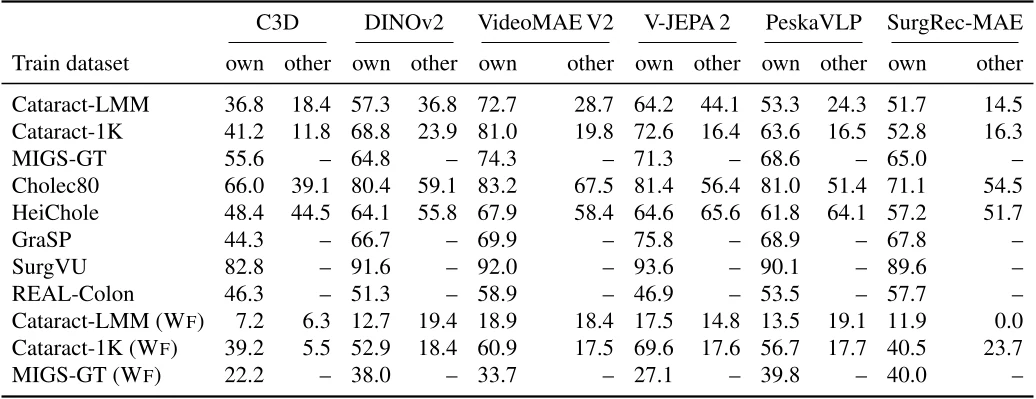 C3D DINOv2 VideoMAE V2 V-JEPA 2 PeskaVLP SurgRec-MAE
Train dataset own other own other own other own other own other own other
Cataract-LMM 36.8 18.4 57.3 36.8 72.7 28.7 64.2 44.1 53.3 24.3 51.7 14.5
Cataract-1K 41.2 11.8 68.8 23.9 81.0 19.8 72.6 16.4 63.6 16.5 52.8 16.3
MIGS-GT 55.6 – 64.8 – 74.3 – 71.3 – 68.6 – 65.0 –
Cholec80 66.0 39.1 80.4 59.1 83.2 67.5 81.4 56.4 81.0 51.4 71.1 54.5
HeiChole 48.4 44.5 64.1 55.8 67.9 58.4 64.6 65.6 61.8 64.1 57.2 51.7
GraSP 44.3 – 66.7 – 69.9 – 75.8 – 68.9 – 67.8 –
SurgVU 82.8 – 91.6 – 92.0 – 93.6 – 90.1 – 89.6 –
REAL-Colon 46.3 – 51.3 – 58.9 – 46.9 – 53.5 – 57.7 –
Cataract-LMM (WF) 7.2 6.3 12.7 19.4 18.9 18.4 17.5 14.8 13.5 19.1 11.9 0.0
Cataract-1K (WF) 39.2 5.5 52.9 18.4 60.9 17.5 69.6 17.6 56.7 17.7 40.5 23.7
MIGS-GT (WF) 22.2 – 38.0 – 33.7 – 27.1 – 39.8 – 40.0 –